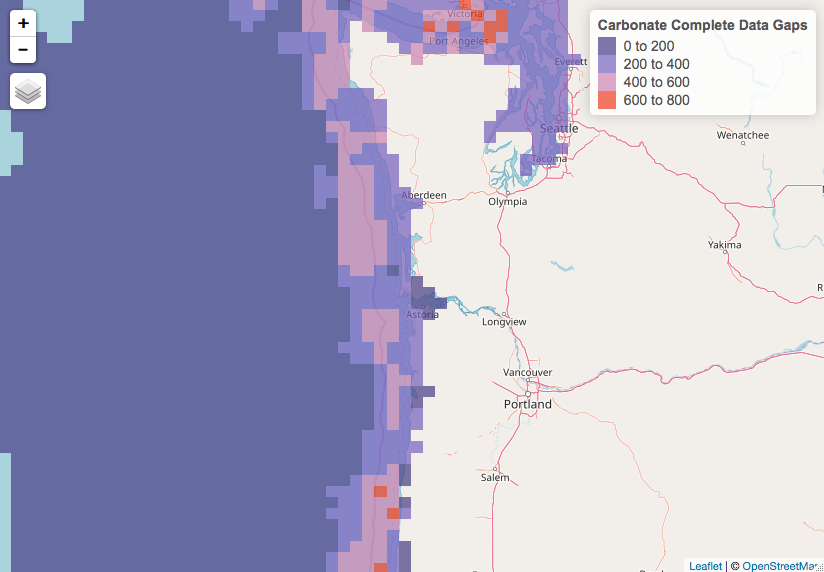 +
−
Carbonate Complete Data Gaps
0 to 200
200 to 400
400 to 600
600 to 800
Victoria
Port Angeles
Everett
Seattle
Wenatchee
Tacoma
Aberdeen
Olympia
Yakima
Astoria
Longview
Vancouver
Portland
Salem
Leaflet | © OpenStreetMap